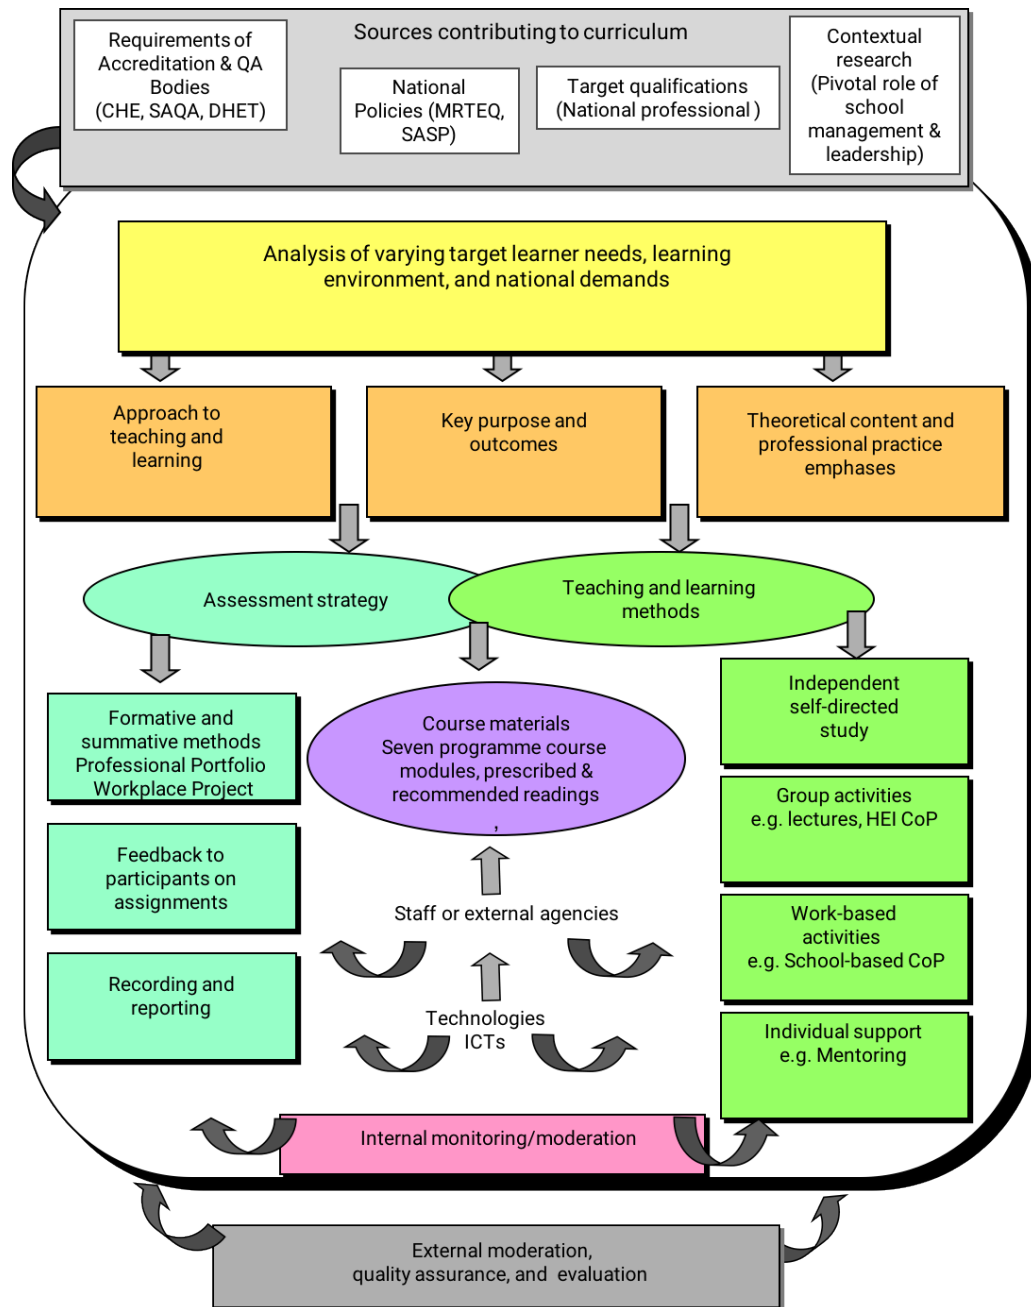 Sources contributing to curriculum
Requirements of
Accreditation & QA
Bodies
(CHE, SAQA, DHET)
National
Policies (MRTEQ,
SASP)
Target qualifications
(National professional )
Contextual
research
(Pivotal role of
school
management &
leadership)
Analysis of varying target learner needs, learning
environment, and national demands
Approach to
teaching and
learning
Key purpose and
outcomes
Theoretical content and
professional practice
emphases
Assessment strategy
Teaching and learning
methods
Formative and
summative methods
Professional Portfolio
Workplace Project
Feedback to
participants on
assignments
Recording and
reporting
Course materials
Seven programme course
modules, prescribed &
recommended readings
,
Staff or external agencies
Technologies
ICTs
Independent
self-directed
study
Group activities
e.g. lectures, HEI CoP
Work-based
activities
e.g. School-based CoP
Individual support
e.g. Mentoring
Internal monitoring/moderation
External moderation,
quality assurance, and  evaluation